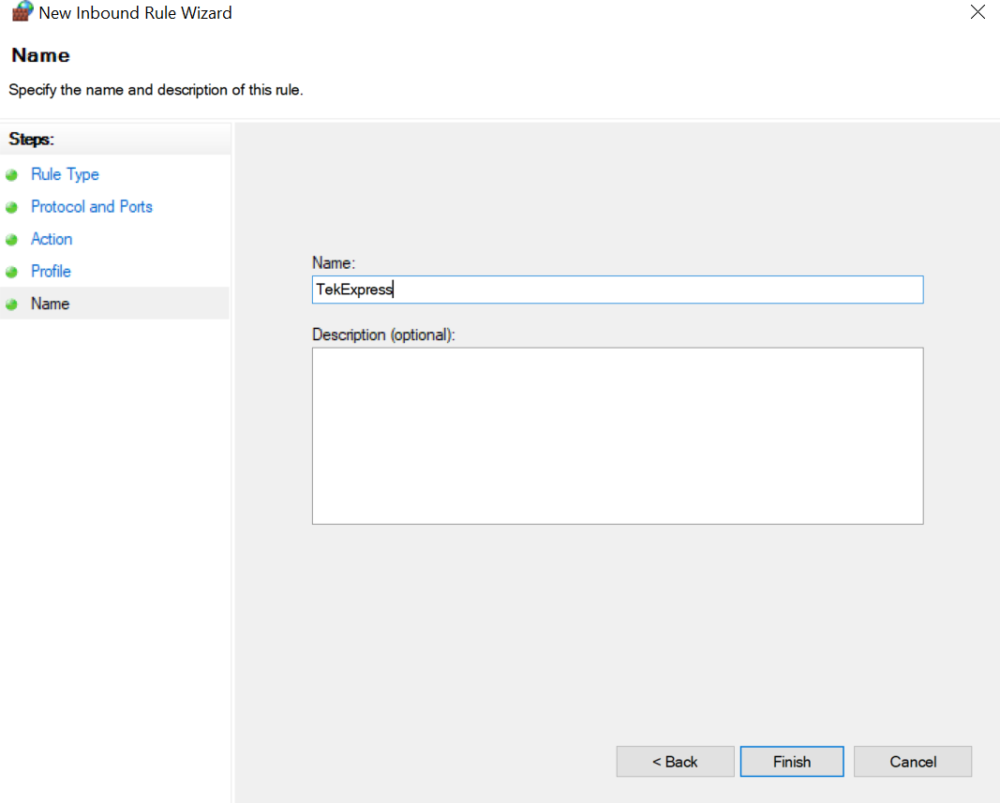 New Inbound Rule Wizard
Name
Specify the name and description of this rule.
Steps:
Rule Type
Protocol and Ports
Action
Profile
Name
Name:
TekExpress
Description (optional):
< Back
Finish
Cancel